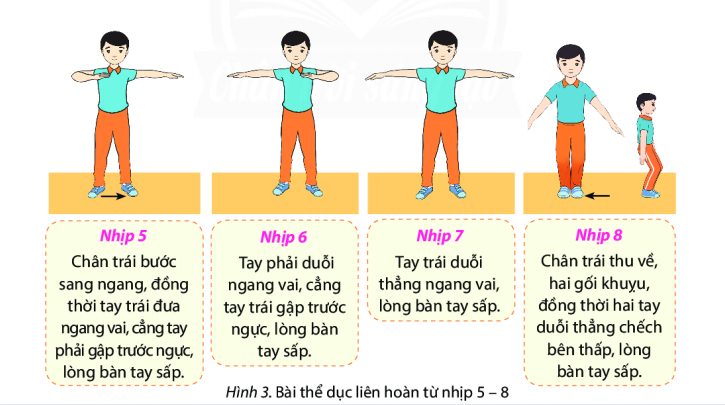 Nhịp 5
Chân trái bước
sang ngang, đồng
thời tay trái đưa
ngang vai, cẳng tay
phải gập trước ngực,
lòng bàn tay sấp.
Nhịp 6
Tay phải duỗi
ngang vai, cẳng
tay trái gập trước
ngực, lòng bàn
tay sấp.
Nhịp 7
Tay trái duỗi
thẳng ngang vai,
lòng bàn tay sấp.
Nhịp 8
Chân trái thu về,
hai gối khuỵu,
đồng thời hai tay
duỗi thẳng chếch
bên thấp, lòng
bàn tay sấp.
Hình 3. Bài thể dục liên hoàn từ nhịp 5 – 8